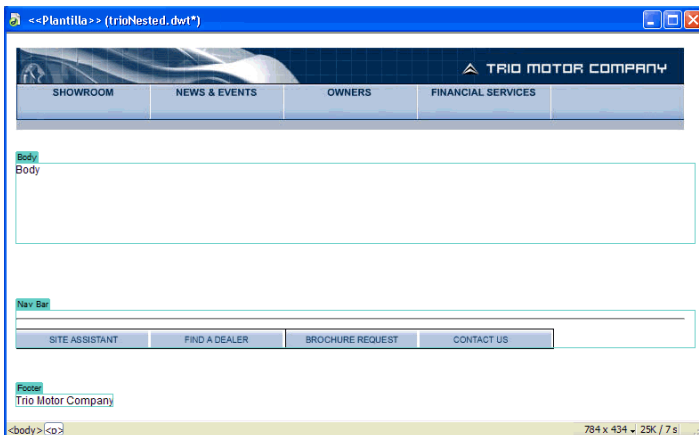 <<Plantilla>> (trioNested.dwt*)
TRIO MOTOR COMPANY
SHOWROOM NEWS & EVENTS OWNERS FINANCIAL SERVICES
Body
Body
Nav Bar
SITE ASSISTANT FIND A DEALER BROCHURE REQUEST CONTACT US
Footer
Trio Motor Company
<body> <p> 784 x 434 25K / 7 s